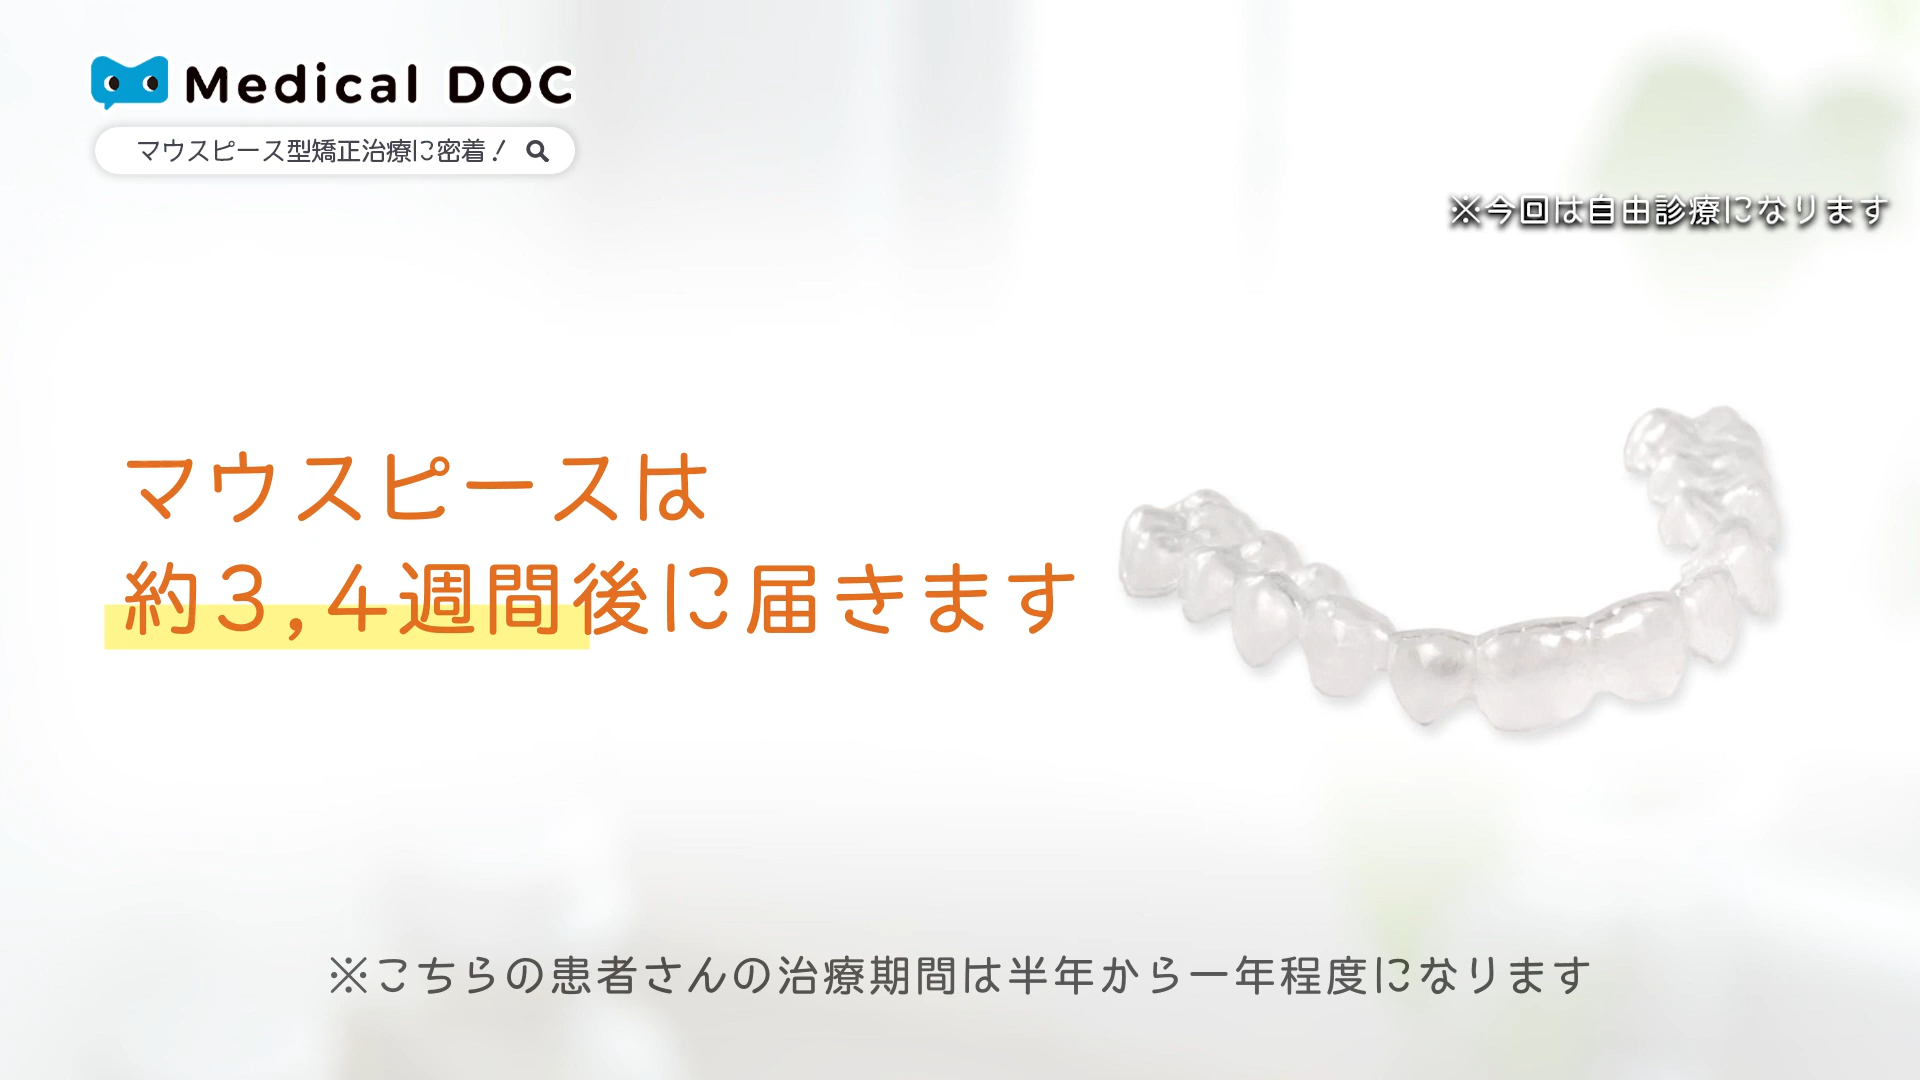 Medical DOC
マウスピース型矯正治療に密着！
※今回は自由診療になります
マウスピースは
約３,４週間後に届きます
※こちらの患者さんの治療期間は半年から一年程度になります